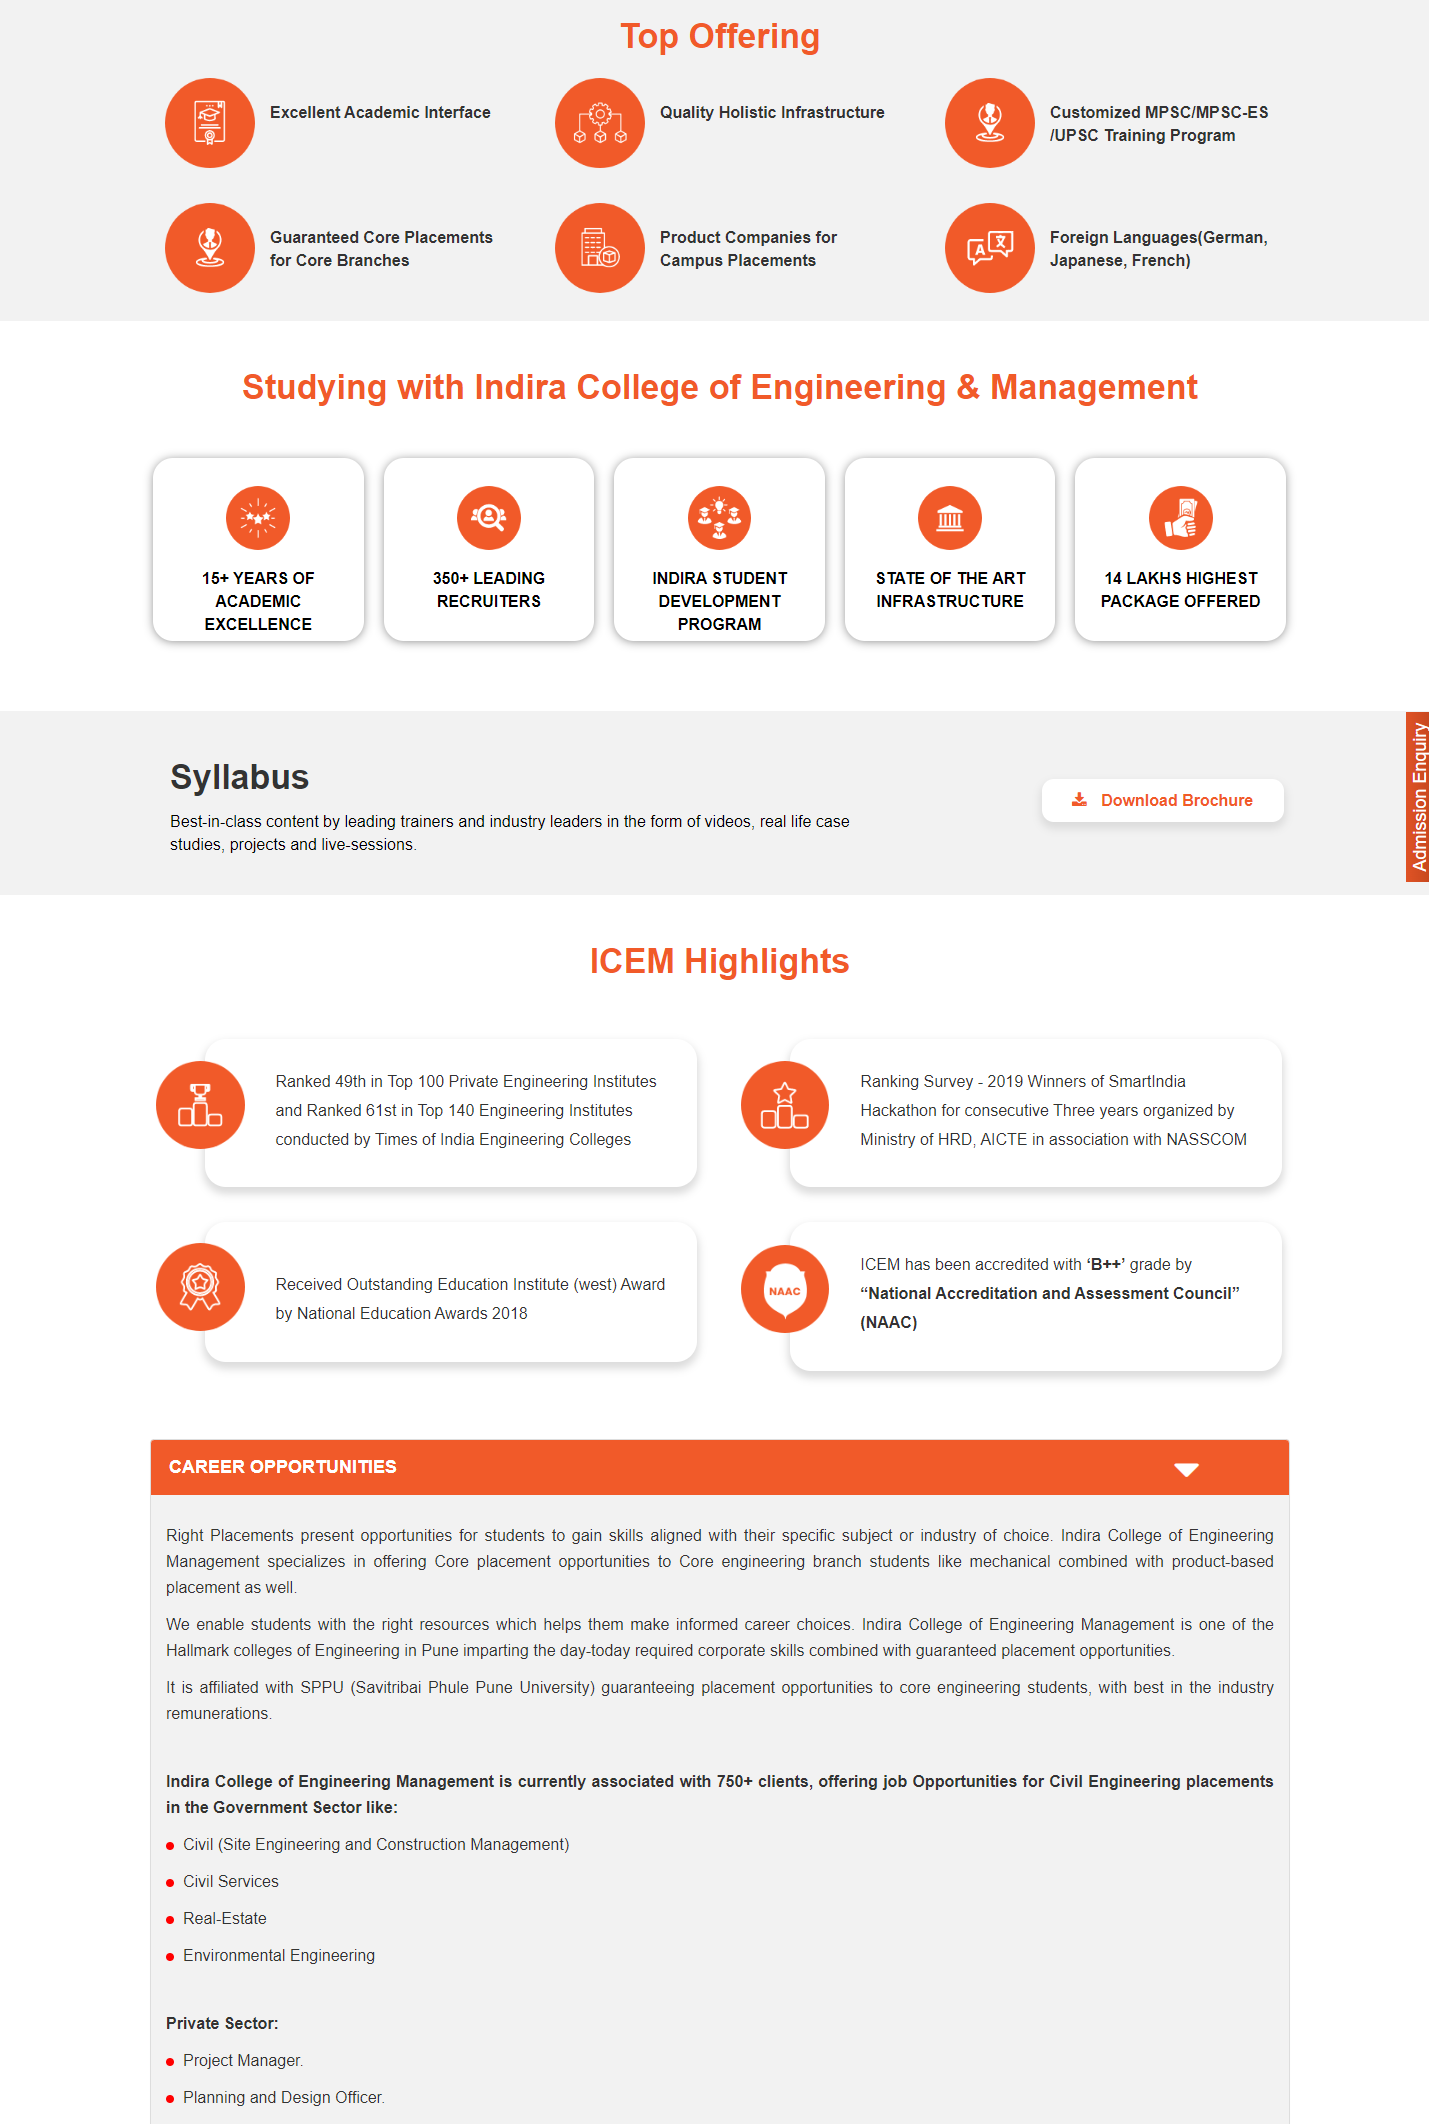 Top Offering
Excellent Academic Interface
Quality Holistic Infrastructure
Customized MPSC/MPSC-ES
/UPSC Training Program
Guaranteed Core Placements
for Core Branches
Product Companies for
Campus Placements
A 文
Foreign Languages(German,
Japanese, French)
Studying with Indira College of Engineering & Management
15+ YEARS OF
ACADEMIC
EXCELLENCE
350+ LEADING
RECRUITERS
INDIRA STUDENT
DEVELOPMENT
PROGRAM
STATE OF THE ART
INFRASTRUCTURE
14 LAKHS HIGHEST
PACKAGE OFFERED
Admission Enquiry
Syllabus
Best-in-class content by leading trainers and industry leaders in the form of videos, real life case
studies, projects and live-sessions.
Download Brochure
ICEM Highlights
Ranked 49th in Top 100 Private Engineering Institutes
and Ranked 61st in Top 140 Engineering Institutes
conducted by Times of India Engineering Colleges
Ranking Survey - 2019 Winners of SmartIndia
Hackathon for consecutive Three years organized by
Ministry of HRD, AICTE in association with NASSCOM
Received Outstanding Education Institute (west) Award
by National Education Awards 2018
NAAC
ICEM has been accredited with ‘B++’ grade by
“National Accreditation and Assessment Council”
(NAAC)
CAREER OPPORTUNITIES
Right Placements present opportunities for students to gain skills aligned with their specific subject or industry of choice. Indira College of Engineering
Management specializes in offering Core placement opportunities to Core engineering branch students like mechanical combined with product-based
placement as well.
We enable students with the right resources which helps them make informed career choices. Indira College of Engineering Management is one of the
Hallmark colleges of Engineering in Pune imparting the day-today required corporate skills combined with guaranteed placement opportunities.
It is affiliated with SPPU (Savitribai Phule Pune University) guaranteeing placement opportunities to core engineering students, with best in the industry
remunerations.
Indira College of Engineering Management is currently associated with 750+ clients, offering job Opportunities for Civil Engineering placements
in the Government Sector like:
Civil (Site Engineering and Construction Management)
Civil Services
Real-Estate
Environmental Engineering
Private Sector:
Project Manager.
Planning and Design Officer.